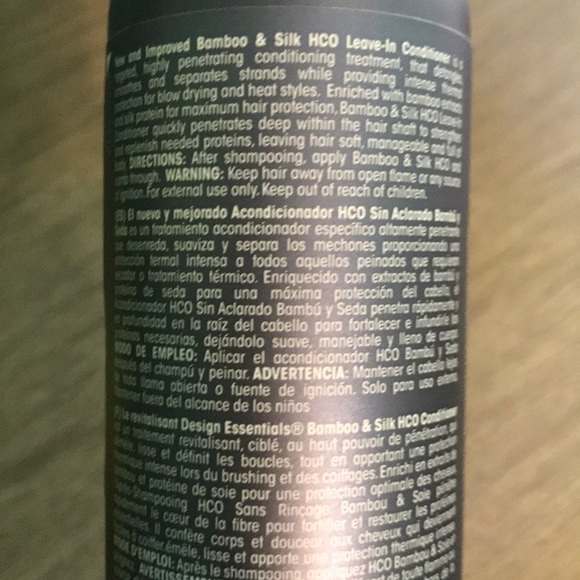 and Improved Bamboo & Silk HCO Leave-In Conditioner is a
highly penetrating conditioning treatment, that detangles,
and separates strands while providing intense thermal
protection for blow drying and heat styles. Enriched with bamboo extracts
and silk protein for maximum hair protection, Bamboo & Silk HCO Leave-in
Conditioner quickly penetrates deep within the hair shaft to strengthen
and replenish needed proteins, leaving hair soft, manageable and full of
DIRECTIONS: After shampooing, apply Bamboo & Silk HCO and
through. WARNING: Keep hair away from open flame or any source
of ignition. For external use only. Keep out of reach of children.
El nuevo y mejorado Acondicionador HCO Sin Aclarado Bambú y
Seda es un tratamiento acondicionador específico altamente penetrante
que desenreda, suaviza y separa los mechones proporcionando una
protección termal intensa a todos aquellos peinados que requieran
secador o tratamiento térmico. Enriquecido con extractos de bambú y
proteína de seda para una máxima protección del cabello, el
Acondicionador HCO Sin Aclarado Bambú y Seda penetra rápidamente
en profundidad en la raíz del cabello para fortalecer e infundirle las
proteínas necesarias, dejándolo suave, manejable y lleno de cuerpo.
MODO DE EMPLEO: Aplicar el acondicionador HCO Bambú y Seda
después del champú y peinar. ADVERTENCIA: Mantener el cabello lejos
de toda llama abierta o fuente de ignición. Solo para uso externo.
Mantener fuera del alcance de los niños
Le revitalisant Design Essentials® Bamboo & Silk HCO Conditioner
un traitement revitalisant, ciblé, au haut pouvoir de pénétration, qui
lisse et définit les boucles, tout en apportant une protection
thermique intense lors du brushing et des coiffages. Enrichi en extraits de
bambou et protéine de soie pour une protection optimale des cheveux,
l'après-Shampooing HCO Sans Rinçage Bamboo & Soie pénètre
le cœur de la fibre pour fortifier et restaurer les protéines
Il confère corps et douceur aux cheveux qui deviennent
à coiffer, lisse et apporte une protection thermique intense
MODE D'EMPLOI: Après le shampooing, appliquez HCO Bamboo & Soie
AVERTISSEMENT